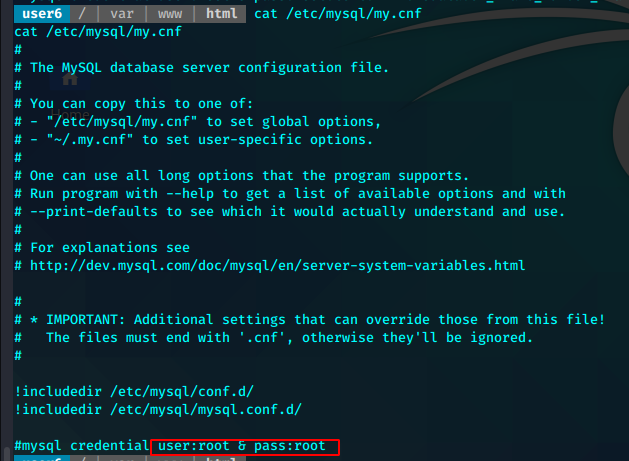 user6 / var www html cat /etc/mysql/my.cnf
cat /etc/mysql/my.cnf
#
# The MySQL database server configuration file.
#
# You can copy this to one of:
# - "/etc/mysql/my.cnf" to set global options,
# - "~/.my.cnf" to set user-specific options.
#
# One can use all long options that the program supports.
# Run program with --help to get a list of available options and with
# --print-defaults to see which it would actually understand and use.
#
# For explanations see
# http://dev.mysql.com/doc/mysql/en/server-system-variables.html

#
# * IMPORTANT: Additional settings that can override those from this file!
#   The files must end with '.cnf', otherwise they'll be ignored.
#

!includedir /etc/mysql/conf.d/
!includedir /etc/mysql/mysql.conf.d/

#mysql credential user:root & pass:root